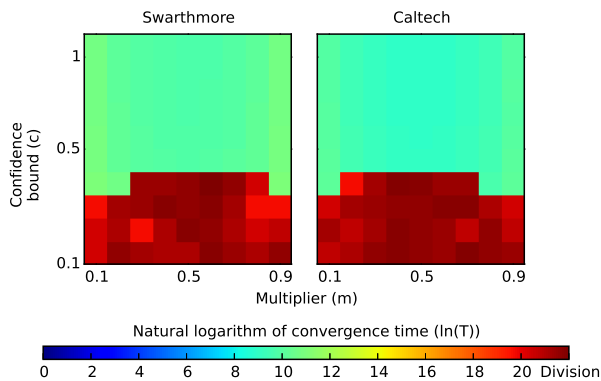 Swarthmore
Caltech
1
0.5
0.1
Confidence
bound (c)
0.1 0.5 0.9
0.1 0.5 0.9
Multiplier (m)
Natural logarithm of convergence time (ln(T))
0 2 4 6 8 10 12 14 16 18 20 Division